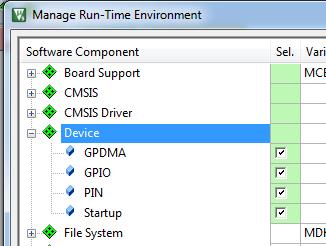 Manage Run-Time Environment
Software Component Sel. Vari
Board Support MCE
CMSIS
CMSIS Driver
Device
GPDMA
GPIO
PIN
Startup
File System MDK